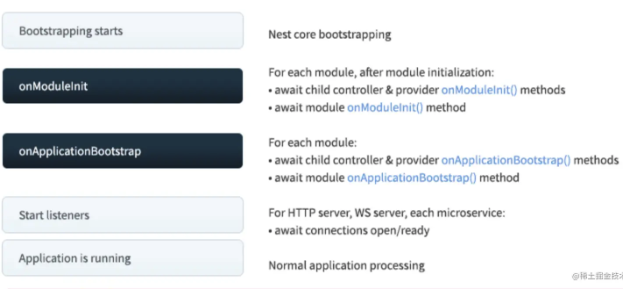 Bootstrapping starts
Nest core bootstrapping
onModuleInit
For each module, after module initialization:
• await child controller & provider onModuleInit() methods
• await module onModuleInit() method
onApplicationBootstrap
For each module:
• await child controller & provider onApplicationBootstrap() methods
• await module onApplicationBootstrap() method
Start listeners
For HTTP server, WS server, each microservice:
• await connections open/ready
Application is running
Normal application processing
@稀土掘金技术